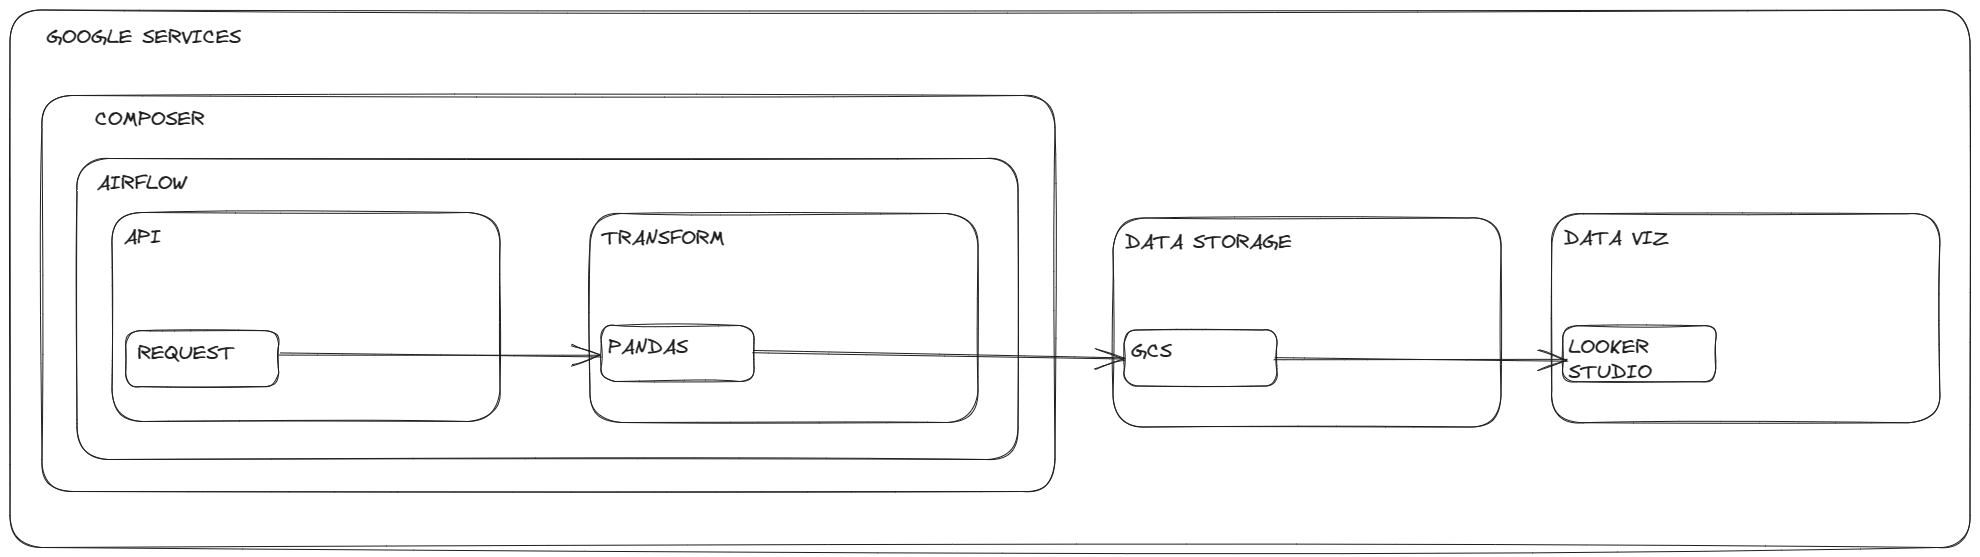 GOOGLE SERVICES
COMPOSER
AIRFLOW
API
REQUEST
TRANSFORM
PANDAS
DATA STORAGE
GCS
DATA VIZ
LOOKER
STUDIO